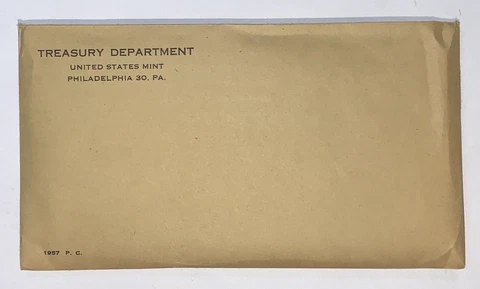 TREASURY DEPARTMENT
UNITED STATES MINT
PHILADELPHIA 30, PA.
1957 P. C.